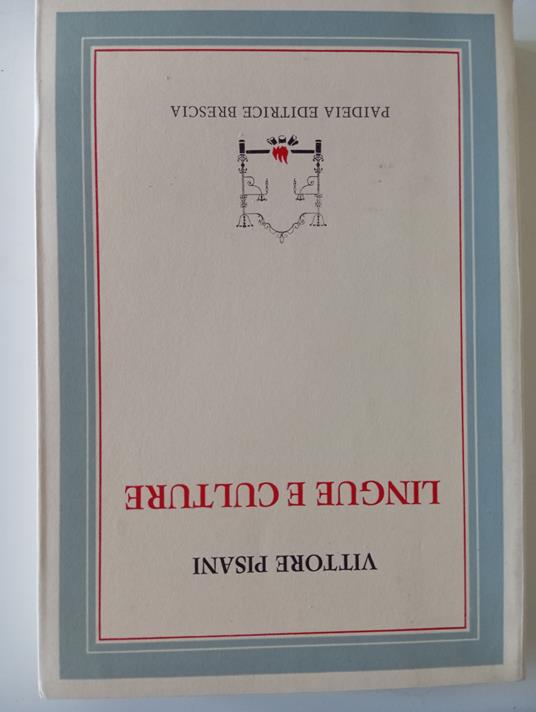 VITTORE PISANI
LINGUE E CULTURE
PAIDEIA EDITRICE BRESCIA